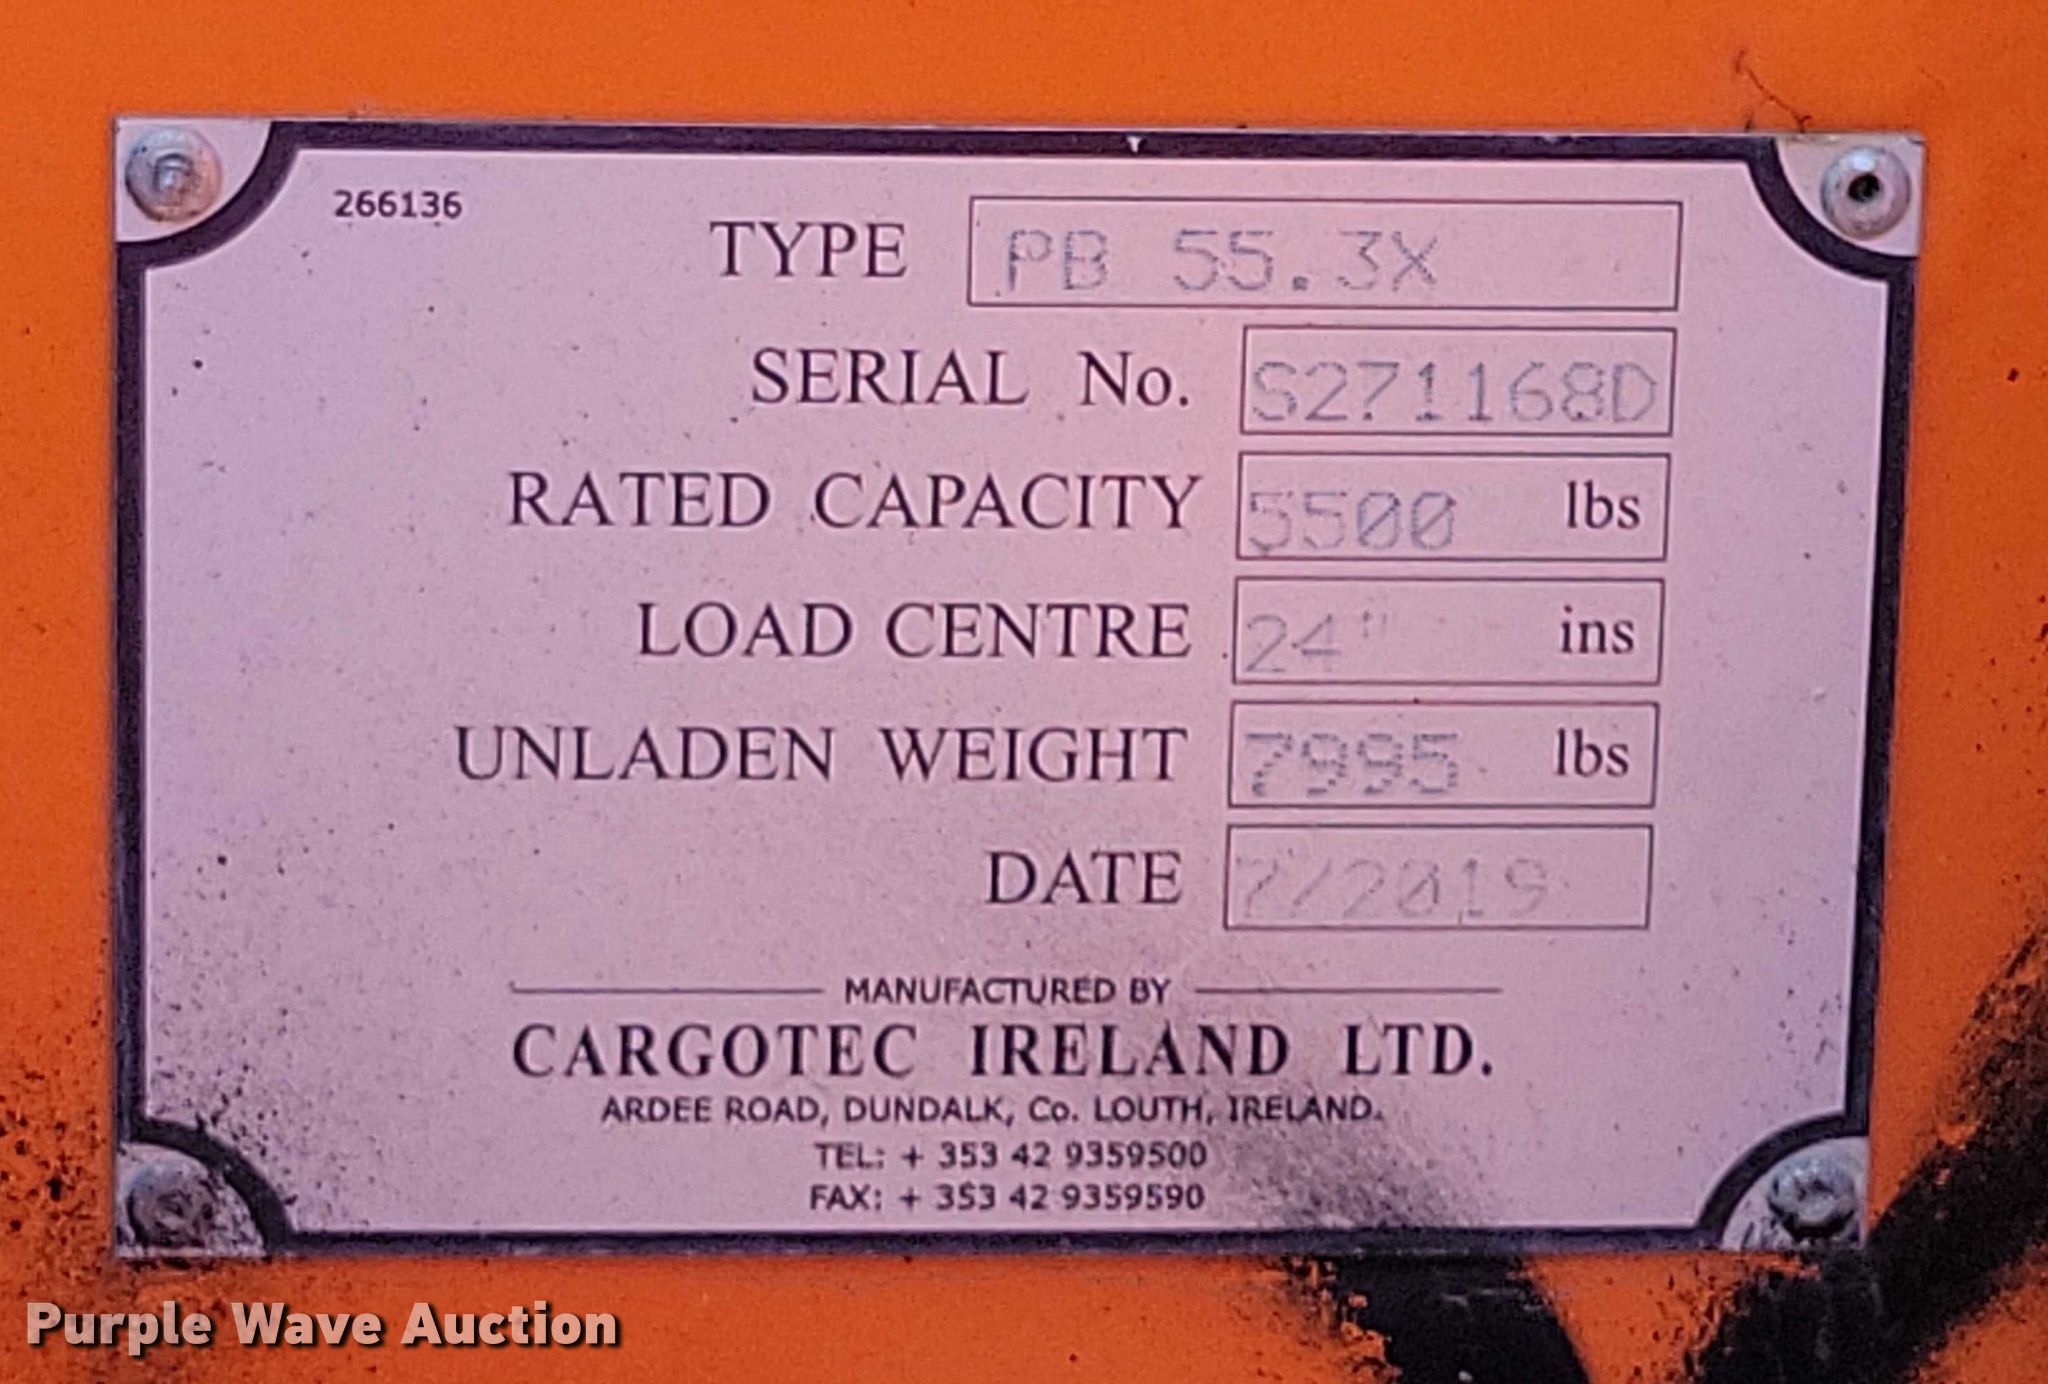 266136
TYPE PB 55.3X
SERIAL No. S271168D
RATED CAPACITY 5500 lbs
LOAD CENTRE 24" ins
UNLADEN WEIGHT 7995 lbs
DATE 7/2019
MANUFACTURED BY
CARGOTEC IRELAND LTD.
ARDEE ROAD, DUNDALK, Co. LOUTH, IRELAND.
TEL: + 353 42 9359500
FAX: + 353 42 9359590
Purple Wave Auction